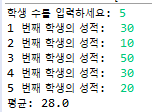 학생 수를 입력하세요: 5
1 번째 학생의 성적: 30
2 번째 학생의 성적: 10
3 번째 학생의 성적: 50
4 번째 학생의 성적: 30
5 번째 학생의 성적: 20
평균: 28.0